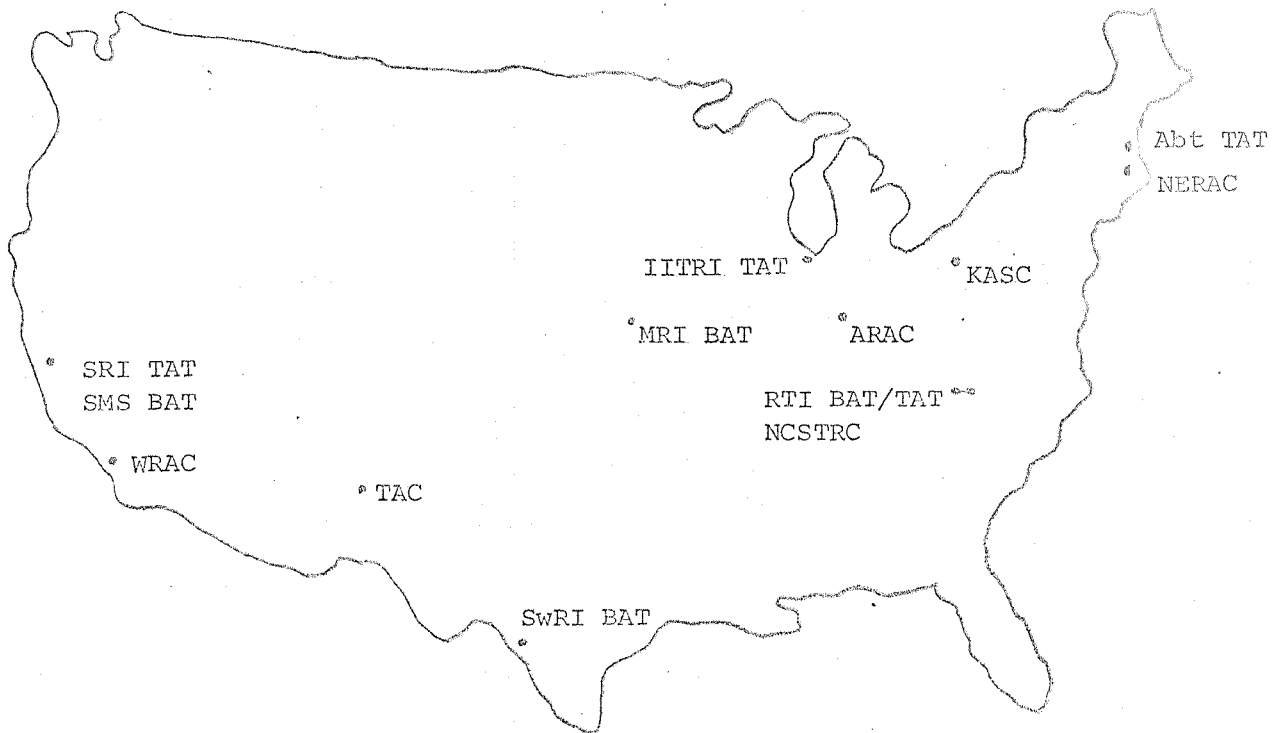 Abt TAT
NERAC
IITRI TAT
KASC
MRI BAT
ARAC
SRI TAT
SMS BAT
RTI BAT/TAT
NCSTRC
WRAC
TAC
SwRI BAT